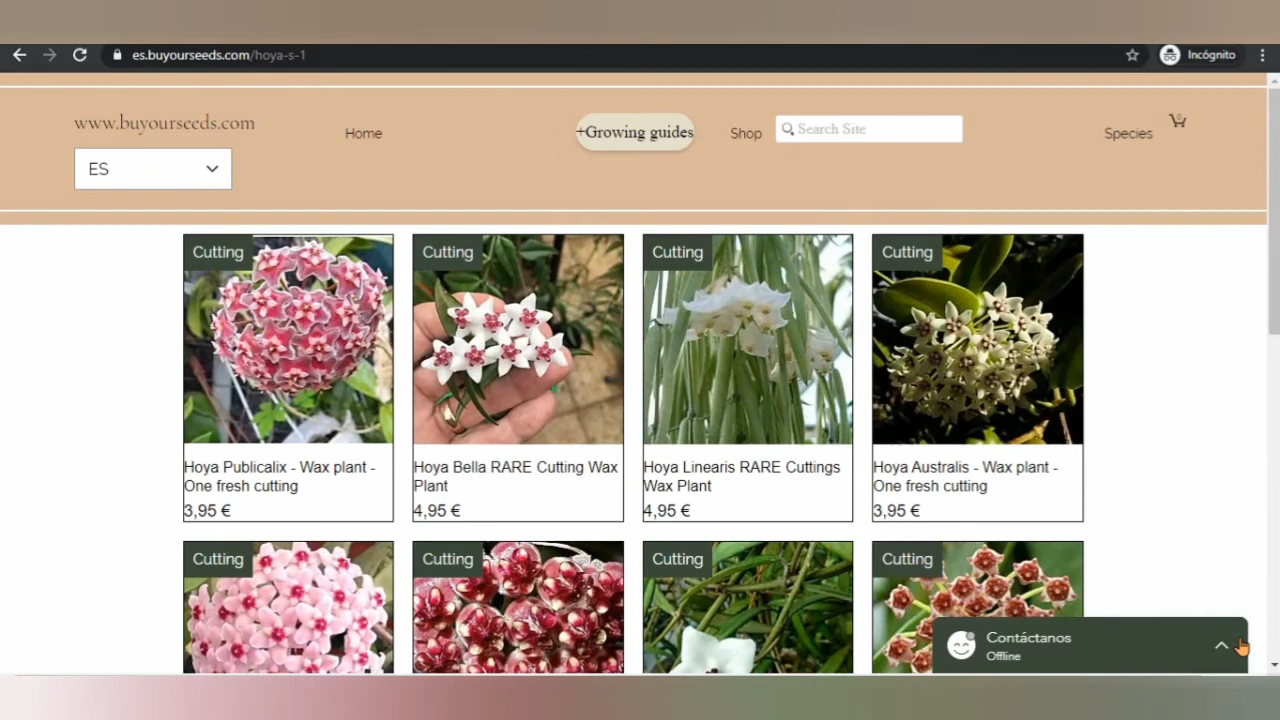 es.buyourseeds.com/hoya-s-1
Incógnito
www.buyourseeds.com
Home
+Growing guides
Shop
Search Site
Species
ES
Cutting
Cutting
Cutting
Cutting
Hoya Publicalix - Wax plant -
One fresh cutting
3,95 €
Hoya Bella RARE Cutting Wax
Plant
4,95 €
Hoya Linearis RARE Cuttings
Wax Plant
4,95 €
Hoya Australis - Wax plant -
One fresh cutting
3,95 €
Cutting
Cutting
Cutting
Cutting
Contáctanos
Offline